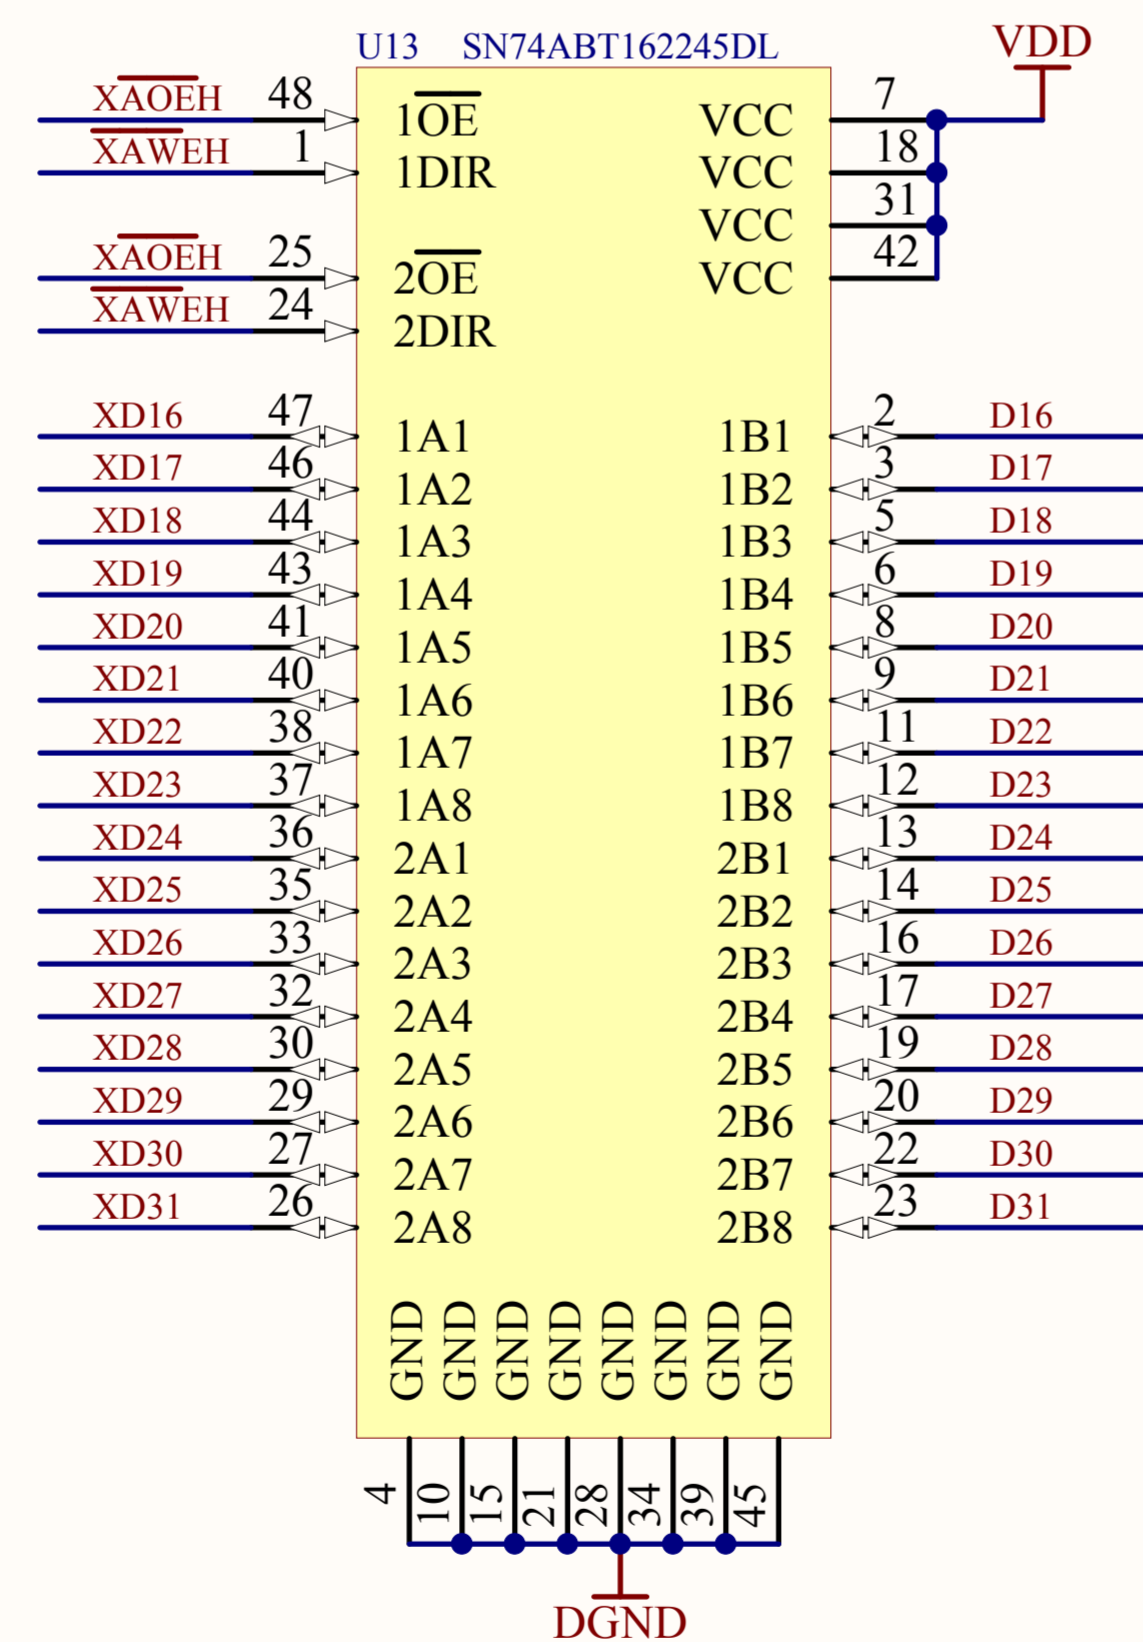 U13 SN74ABT162245DL
VDD
XAOEH 48 1OE VCC 7
XAWEH 1 1DIR VCC 18
VCC 31
XAOEH 25 2OE VCC 42
XAWEH 24 2DIR
XD16 47 1A1 1B1 2 D16
XD17 46 1A2 1B2 3 D17
XD18 44 1A3 1B3 5 D18
XD19 43 1A4 1B4 6 D19
XD20 41 1A5 1B5 8 D20
XD21 40 1A6 1B6 9 D21
XD22 38 1A7 1B7 11 D22
XD23 37 1A8 1B8 12 D23
XD24 36 2A1 2B1 13 D24
XD25 35 2A2 2B2 14 D25
XD26 33 2A3 2B3 16 D26
XD27 32 2A4 2B4 17 D27
XD28 30 2A5 2B5 19 D28
XD29 29 2A6 2B6 20 D29
XD30 27 2A7 2B7 22 D30
XD31 26 2A8 2B8 23 D31
GND GND GND GND GND GND GND GND
4 10 15 21 28 34 39 45
DGND